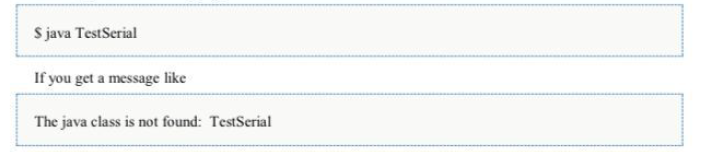 $ java TestSerial
If you get a message like
The java class is not found: TestSerial